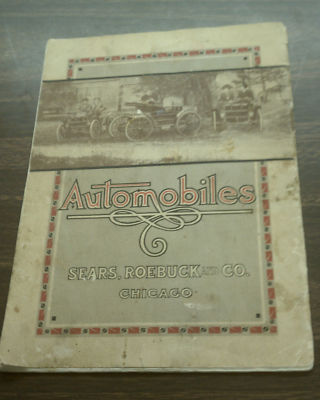 Automobiles
SEARS, ROEBUCK AND CO.
CHICAGO